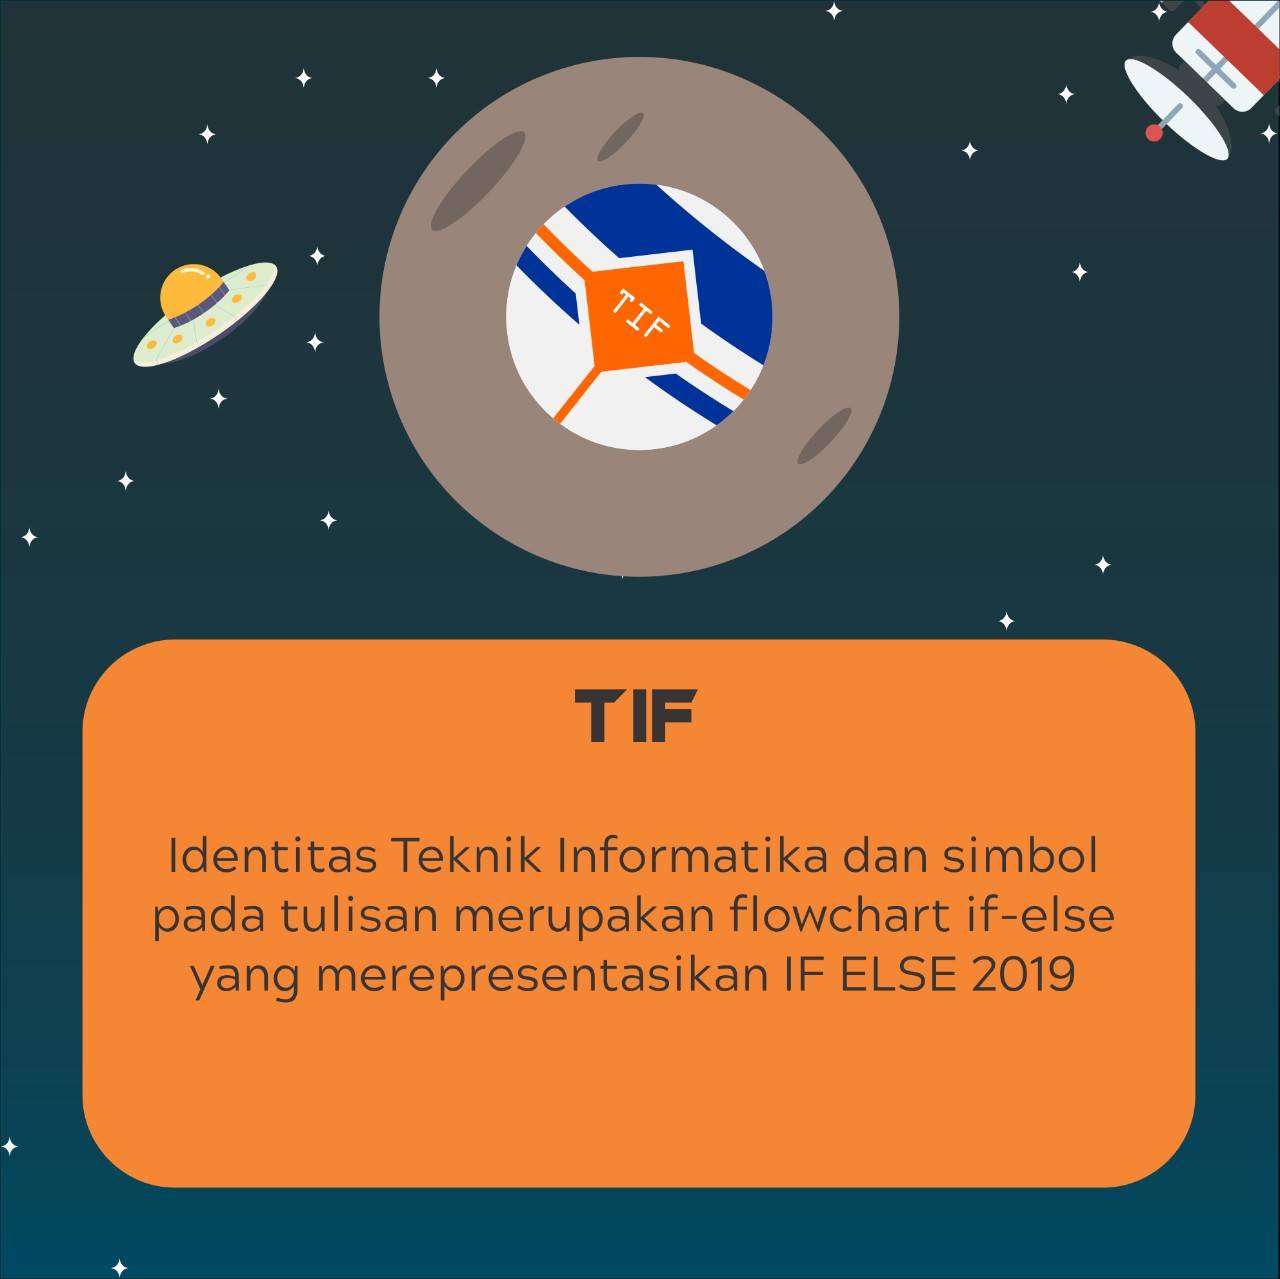 TIF
TIF
Identitas Teknik Informatika dan simbol
pada tulisan merupakan flowchart if-else
yang merepresentasikan IF ELSE 2019